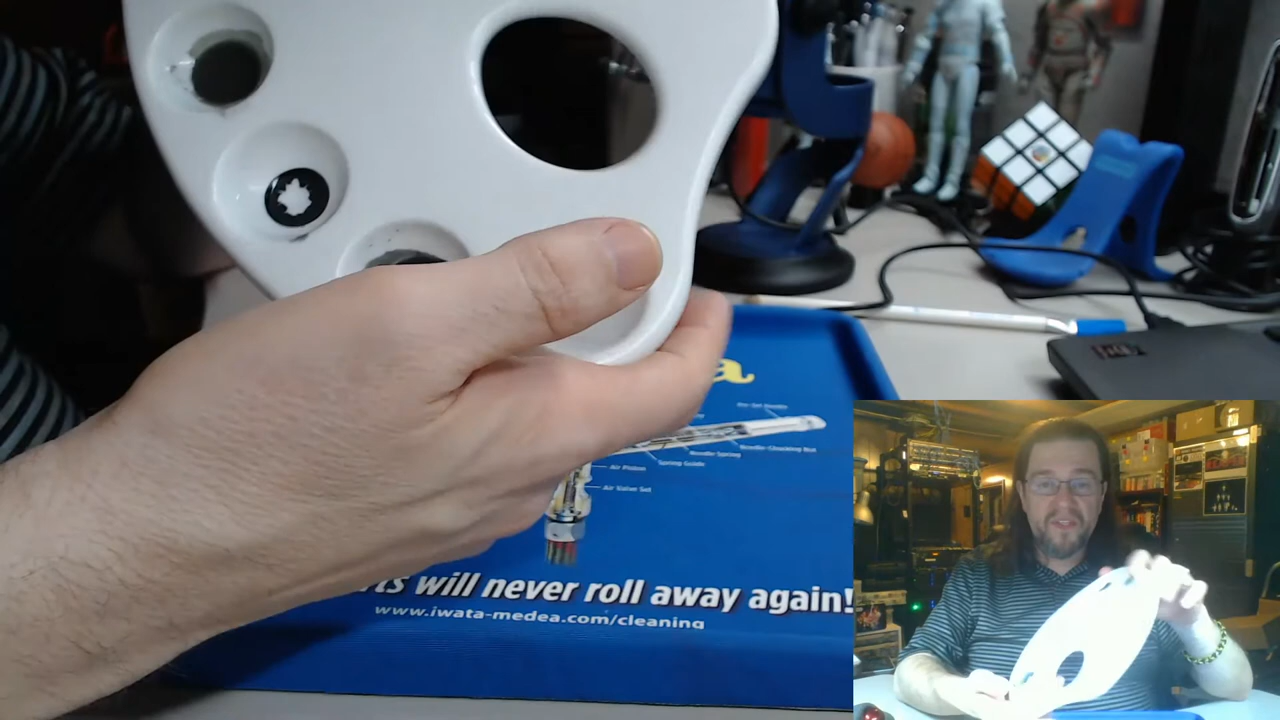 a
Pre-Set Handle
Needle Chucking Nut
Needle Spring
Spring Guide
Air Piston
Air Valve Set
will never roll away again!
www.iwata-medea.com/cleaning